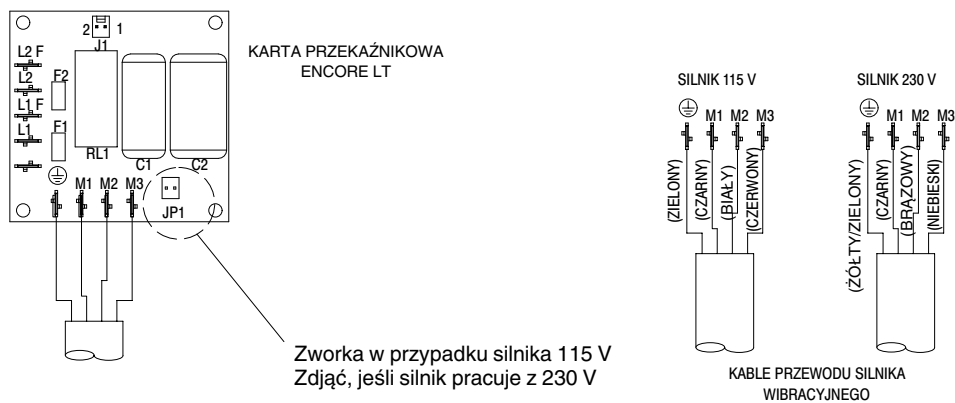 2 1
J1
L2 F
L2
F2
L1 F
L1
F1
RL1
C1
C2
M1 M2 M3
JP1
KARTA PRZEKAŹNIKOWA
ENCORE LT
Zworka w przypadku silnika 115 V
Zdjąć, jeśli silnik pracuje z 230 V
SILNIK 115 V
M1 M2 M3
(ZIELONY)
(CZARNY)
(BIAŁY)
(CZERWONY)
SILNIK 230 V
M1 M2 M3
(ŻÓŁTY/ZIELONY)
(CZARNY)
(BRĄZOWY)
(NIEBIESKI)
KABLE PRZEWODU SILNIKA
WIBRACYJNEGO